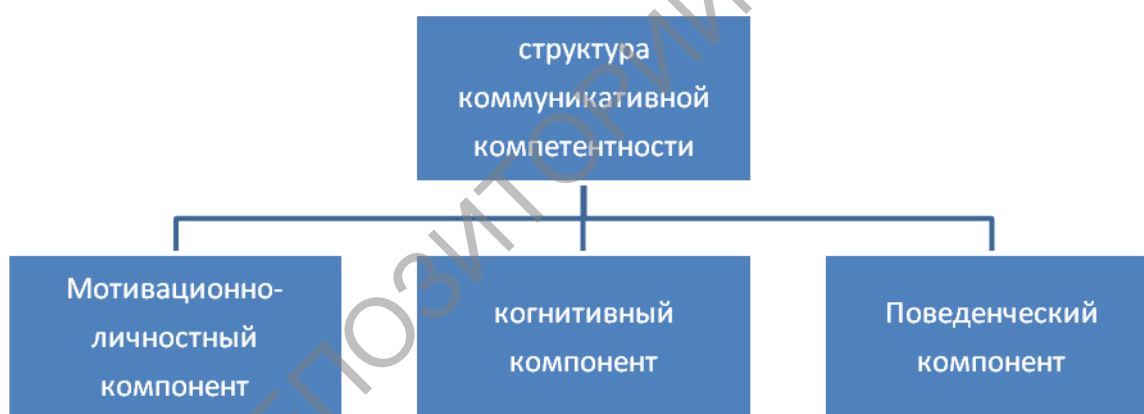 структура
коммуникативной
компетентности
Мотивационно-
личностный
компонент
когнитивный
компонент
Поведенческий
компонент